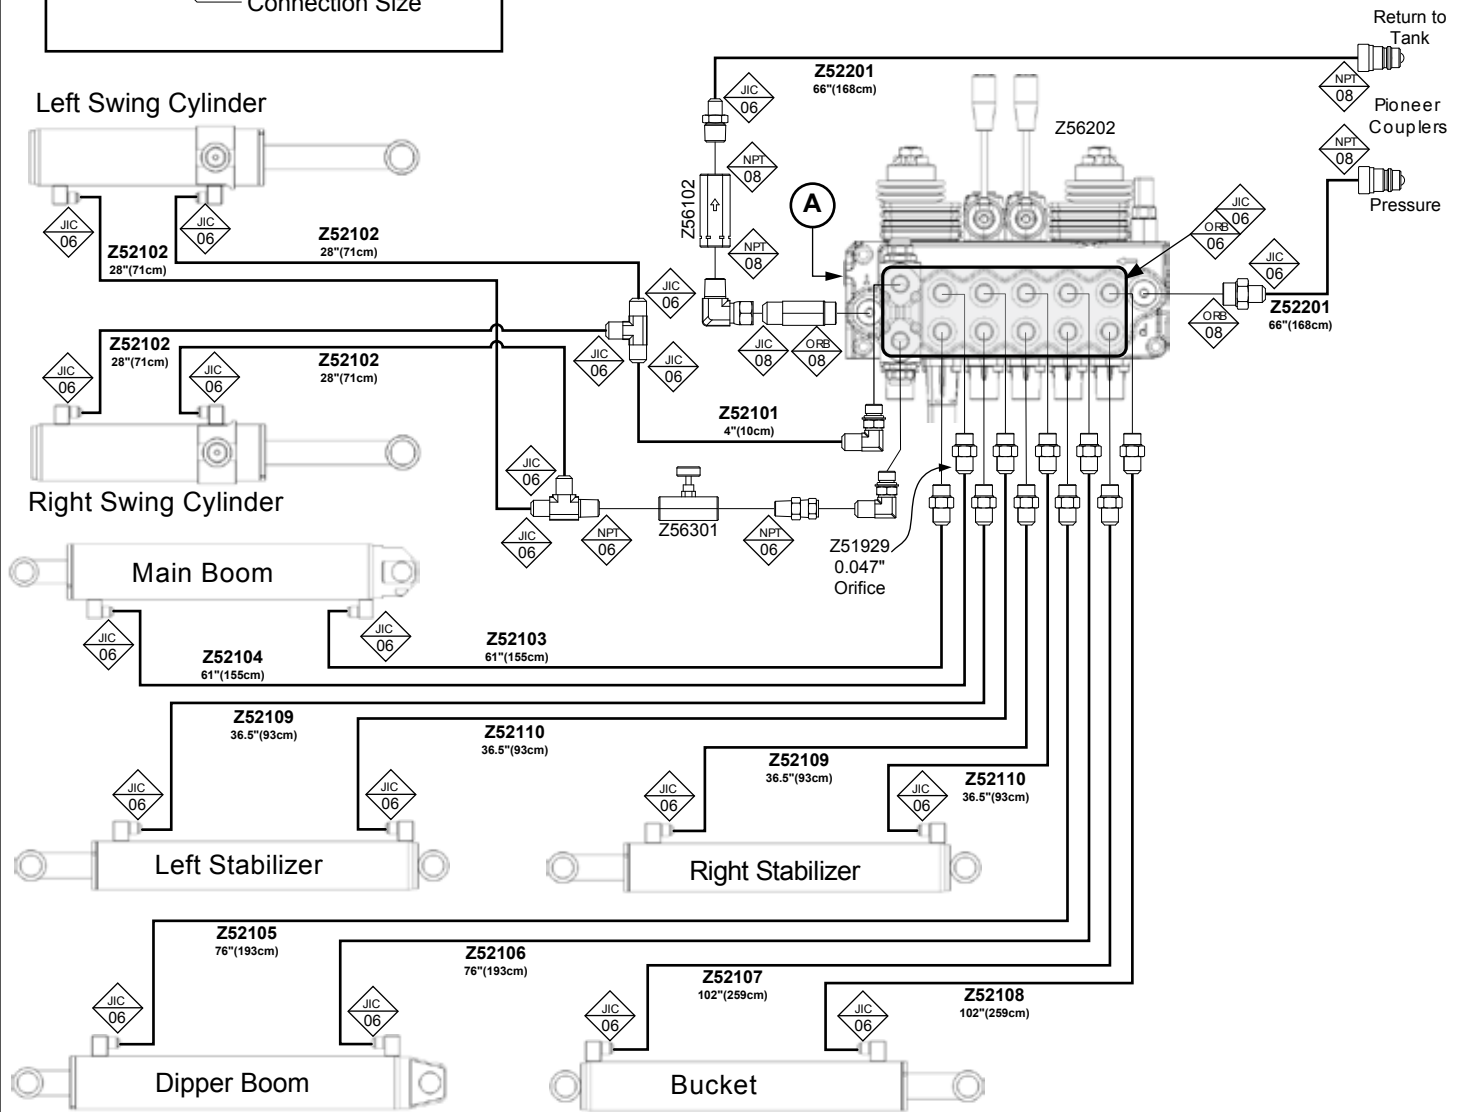 Connection Size
Return to
Tank
Z52201
66"(168cm)
JIC
06
NPT
08
Pioneer
Couplers
NPT
08
Pressure
Left Swing Cylinder
Z56202
NPT
08
Z56102
A
JIC
06
ORB
06
JIC
06
JIC
06
Z52102
28"(71cm)
Z52102
28"(71cm)
NPT
08
JIC
06
JIC
06
Z52201
66"(168cm)
ORB
08
Z52102
28"(71cm)
Z52102
28"(71cm)
JIC
06
JIC
06
JIC
06
JIC
06
JIC
08
ORB
08
Z52101
4"(10cm)
Right Swing Cylinder
JIC
06
JIC
06
NPT
06
Z56301
NPT
06
Z51929
0.047"
Orifice
Main Boom
JIC
06
JIC
06
Z52103
61"(155cm)
Z52104
61"(155cm)
Z52109
36.5"(93cm)
Z52110
36.5"(93cm)
Z52109
36.5"(93cm)
Z52110
36.5"(93cm)
JIC
06
JIC
06
JIC
06
JIC
06
Left Stabilizer
Right Stabilizer
Z52105
76"(193cm)
Z52106
76"(193cm)
Z52107
102"(259cm)
Z52108
102"(259cm)
JIC
06
JIC
06
JIC
06
JIC
06
Dipper Boom
Bucket